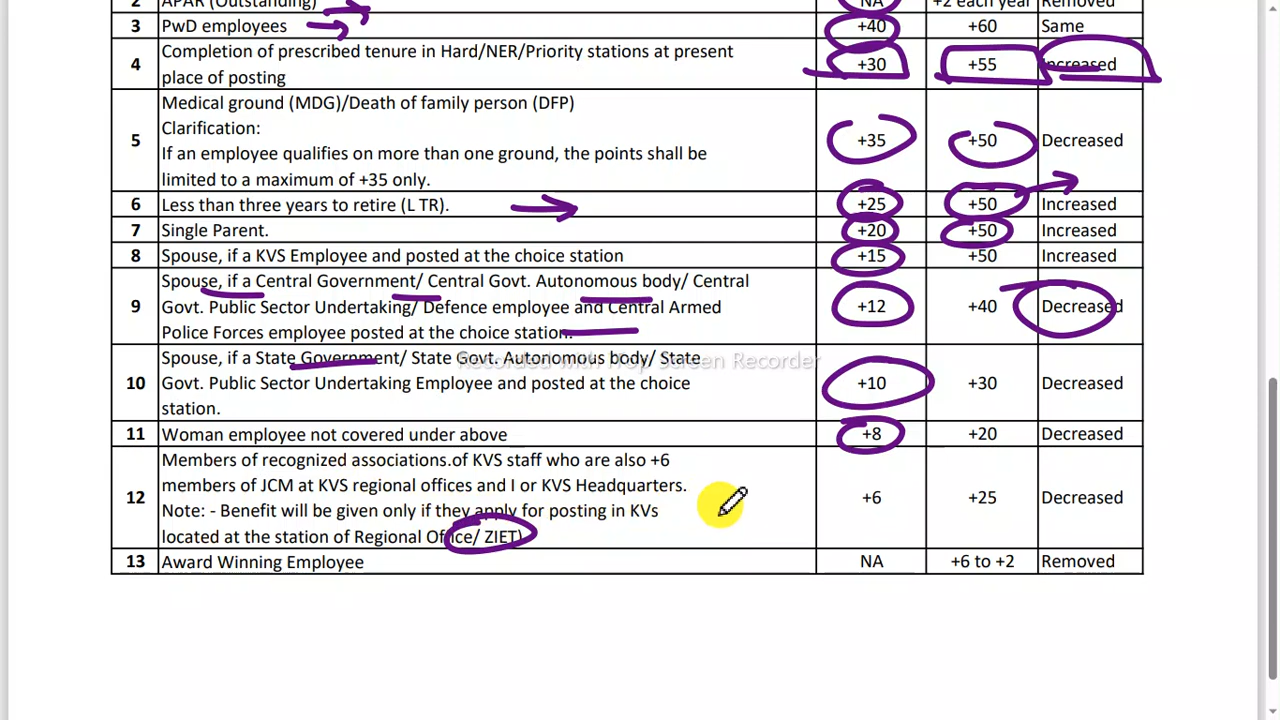 2 APAR (Outstanding) NA +2 each year Removed
3 PwD employees +40 +60 Same
4 Completion of prescribed tenure in Hard/NER/Priority stations at present +30 +55 Increased
place of posting
Medical ground (MDG)/Death of family person (DFP)
Clarification:
5 If an employee qualifies on more than one ground, the points shall be +35 +50 Decreased
limited to a maximum of +35 only.
6 Less than three years to retire (L TR). +25 +50 Increased
7 Single Parent. +20 +50 Increased
8 Spouse, if a KVS Employee and posted at the choice station +15 +50 Increased
Spouse, if a Central Government/ Central Govt. Autonomous body/ Central
9 Govt. Public Sector Undertaking/ Defence employee and Central Armed +12 +40 Decreased
Police Forces employee posted at the choice station.
Spouse, if a State Government/ State Govt. Autonomous body/ State
Recorded with iTop Screen Recorder
10 Govt. Public Sector Undertaking Employee and posted at the choice +10 +30 Decreased
station.
11 Woman employee not covered under above +8 +20 Decreased
Members of recognized associations.of KVS staff who are also +6
members of JCM at KVS regional offices and I or KVS Headquarters.
12 Note: - Benefit will be given only if they apply for posting in KVs +6 +25 Decreased
located at the station of Regional Office/ ZIET)
13 Award Winning Employee NA +6 to +2 Removed